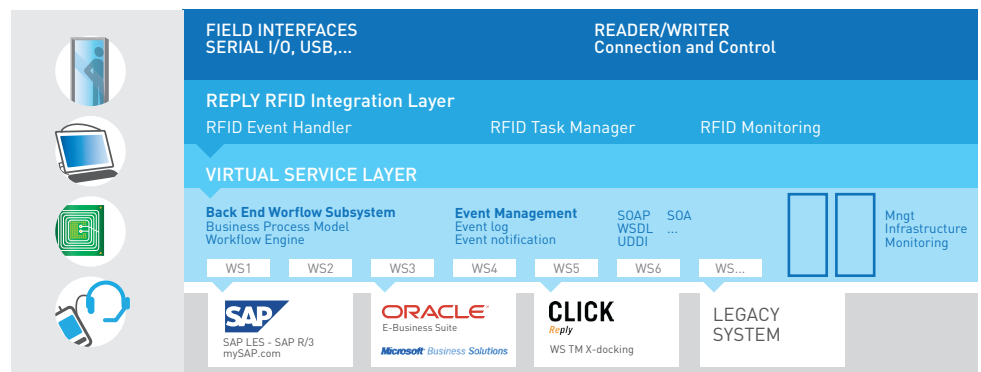 FIELD INTERFACES
SERIAL I/O, USB,...
READER/WRITER
Connection and Control
REPLY RFID Integration Layer
RFID Event Handler
RFID Task Manager
RFID Monitoring
VIRTUAL SERVICE LAYER
Back End Worflow Subsystem
Business Process Model
Workflow Engine
Event Management
Event log
Event notification
SOAP SOA
WSDL ...
UDDI
Mngt
Infrastructure
Monitoring
WS1
WS2
WS3
WS4
WS5
WS6
WS...
SAP
SAP LES - SAP R/3
mySAP.com
ORACLE
E-Business Suite
Microsoft Business Solutions
CLICK
Reply
WS TM X-docking
LEGACY
SYSTEM